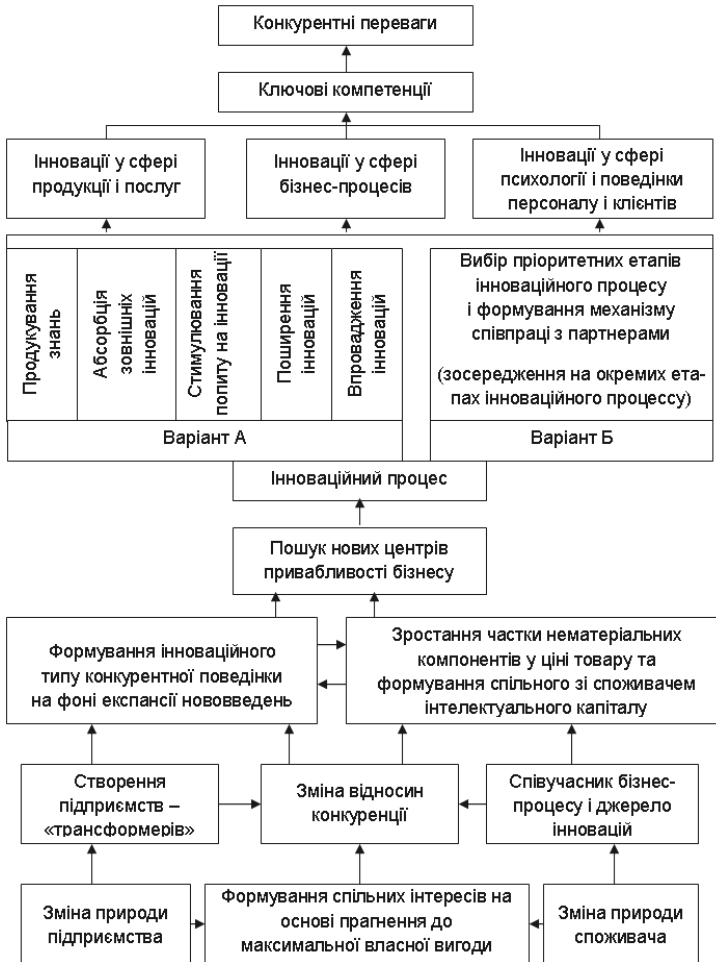 Конкурентні переваги
Ключові компетенції
Інновації у сфері
продукції і послуг
Інновації у сфері
бізнес-процесів
Інновації у сфері
психології і поведінки
персоналу і клієнтів
Продукування
знань
Абсорбція
зовнішніх
інновацій
Стимулювання
попиту на інновації
Поширення
інновацій
Впровадження
інновацій
Вибір пріоритетних етапів
інноваційного процесу
і формування механізму
співпраці з партнерами
(зосередження на окремих ета-
пах інноваційного процессу)
Варіант А
Варіант Б
Інноваційний процес
Пошук нових центрів
привабливості бізнесу
Формування інноваційного
типу конкурентної поведінки
на фоні експансії нововведень
Зростання частки нематеріальних
компонентів у ціні товару та
формування спільного зі споживачем
інтелектуального капіталу
Створення
підприємств –
«трансформерів»
Зміна відносин
конкуренції
Співучасник бізнес-
процесу і джерело
інновацій
Зміна природи
підприємства
Формування спільних інтересів на
основі прагнення до
максимальної власної вигоди
Зміна природи
споживача